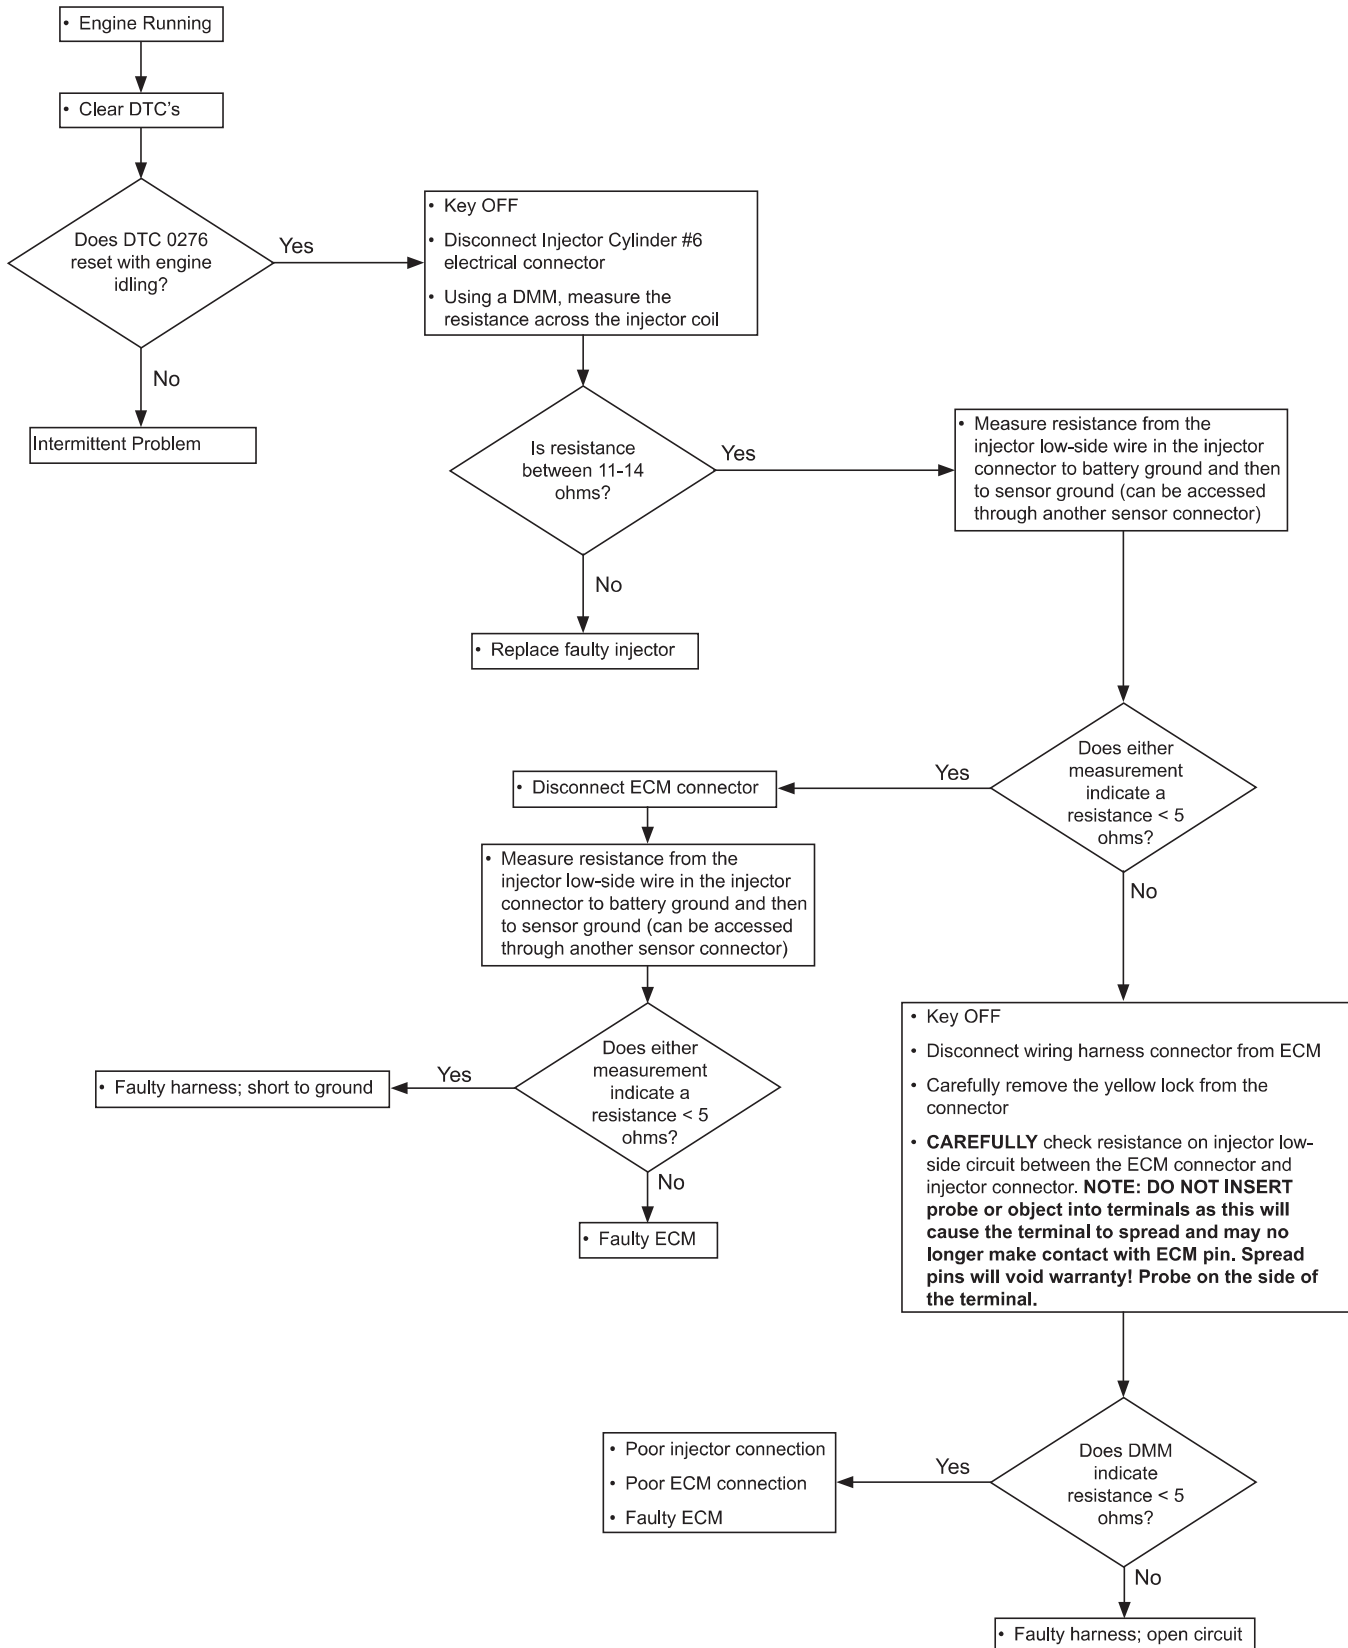 • Engine Running
• Clear DTC's
Does DTC 0276
reset with engine
idling?
Yes
No
Intermittent Problem
• Key OFF
• Disconnect Injector Cylinder #6
electrical connector
• Using a DMM, measure the
resistance across the injector coil
Is resistance
between 11-14
ohms?
Yes
No
• Replace faulty injector
• Measure resistance from the
injector low-side wire in the injector
connector to battery ground and then
to sensor ground (can be accessed
through another sensor connector)
Does either
measurement
indicate a
resistance < 5
ohms?
Yes
No
• Disconnect ECM connector
• Measure resistance from the
injector low-side wire in the injector
connector to battery ground and then
to sensor ground (can be accessed
through another sensor connector)
Does either
measurement
indicate a
resistance < 5
ohms?
Yes
No
• Faulty harness; short to ground
• Faulty ECM
• Key OFF
• Disconnect wiring harness connector from ECM
• Carefully remove the yellow lock from the
connector
• CAREFULLY check resistance on injector low-
side circuit between the ECM connector and
injector connector. NOTE: DO NOT INSERT
probe or object into terminals as this will
cause the terminal to spread and may no
longer make contact with ECM pin. Spread
pins will void warranty! Probe on the side of
the terminal.
Does DMM
indicate
resistance < 5
ohms?
Yes
No
• Poor injector connection
• Poor ECM connection
• Faulty ECM
• Faulty harness; open circuit